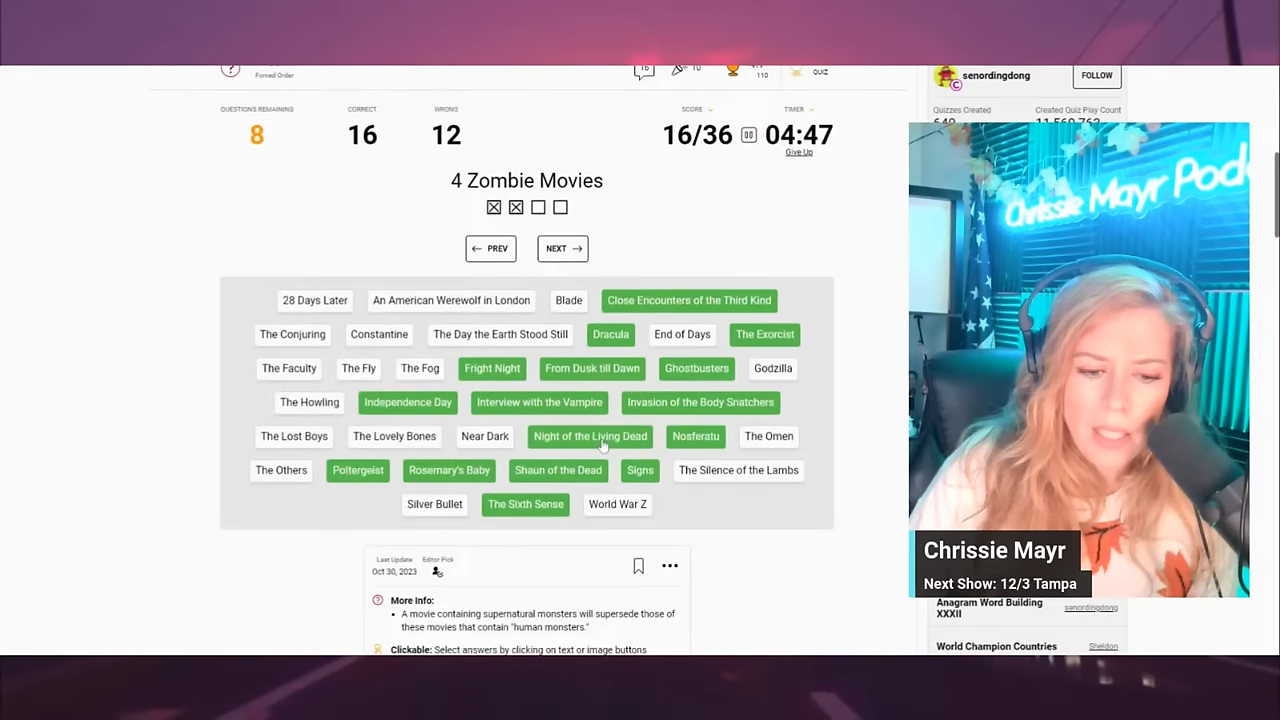 Forced Order
16
10
110
QUIZ
senordingdong
FOLLOW
QUESTIONS REMAINING
CORRECT
WRONG
SCORE
TIMER
Quizzes Created
Created Quiz Play Count
8
16
12
16/36
04:47
Give Up
4 Zombie Movies
← PREV
NEXT →
28 Days Later
An American Werewolf in London
Blade
Close Encounters of the Third Kind
The Conjuring
Constantine
The Day the Earth Stood Still
Dracula
End of Days
The Exorcist
The Faculty
The Fly
The Fog
Fright Night
From Dusk till Dawn
Ghostbusters
Godzilla
The Howling
Independence Day
Interview with the Vampire
Invasion of the Body Snatchers
The Lost Boys
The Lovely Bones
Near Dark
Night of the Living Dead
Nosferatu
The Omen
The Others
Poltergeist
Rosemary's Baby
Shaun of the Dead
Signs
The Silence of the Lambs
Silver Bullet
The Sixth Sense
World War Z
Last Update
Editor Pick
Oct 30, 2023
More Info:
• A movie containing supernatural monsters will supersede those of
these movies that contain "human monsters."
Clickable: Select answers by clicking on text or image buttons
Chrissie Mayr Pod
Chrissie Mayr
Next Show: 12/3 Tampa
Anagram Word Building
XXXII
senordingdong
World Champion Countries
Sheldon